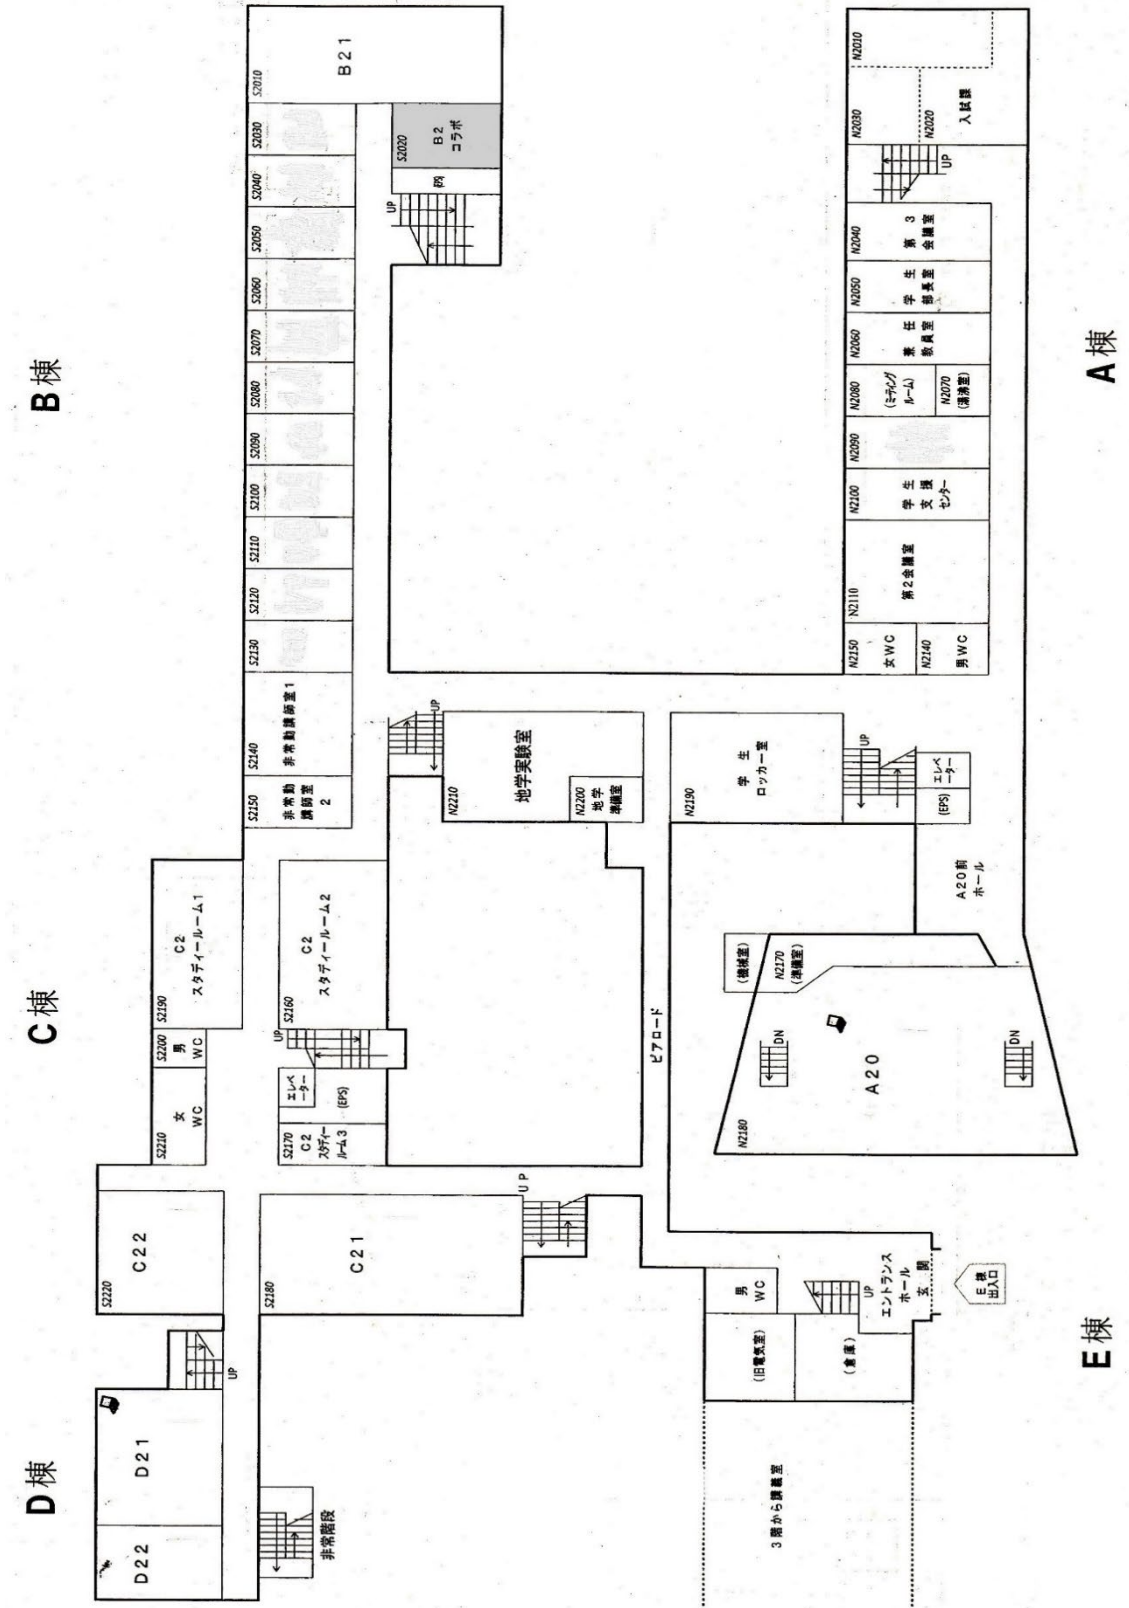 B棟
S2010
B21
S2030
S2020
B2
コラボ
S2040
(EPS)
S2050
UP
S2060
S2070
S2080
S2090
S2100
S2110
S2120
S2130
S2140
非常勤講師室1
S2150
非常勤
講師室
2
A棟
N2010
N2030
N2020
入試課
UP
N2040
第3
会議室
N2050
学生
部長室
N2060
兼任
教員室
N2080
(ミーティング
ルーム)
N2070
(湯沸室)
N2090
N2100
学生
支援
センター
N2110
第2会議室
N2150
女WC
N2140
男WC
UP
N2210
地学実験室
N2200
地学
準備室
N2190
学生
ロッカー室
UP
エレベ
ーター
(EPS)
A20前
ホール
(機械室)
N2170
(準備室)
DN
DN
A20
N2180
ピアロード
C棟
S2190
C2
スタディールーム1
S2160
C2
スタディールーム2
S2200
男
WC
UP
エレベ
ーター
(EPS)
S2210
女
WC
S2170
C2
スタディー
ルーム3
UP
S2220
C22
S2180
C21
D棟
UP
D21
D22
非常階段
E棟
男
WC
UP
エントランス
ホール
玄関
E棟
出入口
(旧電気室)
(倉庫)
3階から講義室